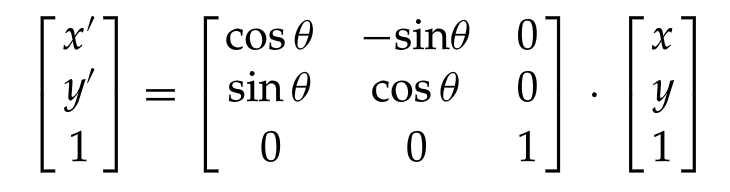 x′ cos θ −sinθ 0 x
y′ = sin θ cos θ 0 · y
1 0 0 1 1